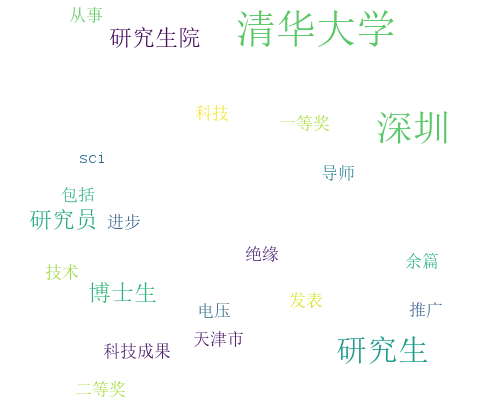 从事
清华大学
研究生院
科技
一等奖
深圳
sci
导师
包括
研究员
进步
绝缘
余篇
技术
博士生
发表
电压
推广
天津市
科技成果
研究生
二等奖